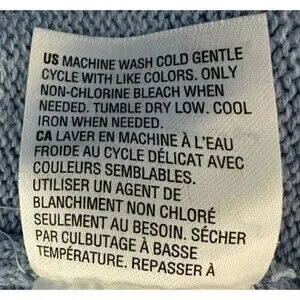 US MACHINE WASH COLD GENTLE
CYCLE WITH LIKE COLORS. ONLY
NON-CHLORINE BLEACH WHEN
NEEDED. TUMBLE DRY LOW. COOL
IRON WHEN NEEDED.
CA LAVER EN MACHINE À L'EAU
FROIDE AU CYCLE DÉLICAT AVEC
COULEURS SEMBLABLES.
UTILISER UN AGENT DE
BLANCHIMENT NON CHLORÉ
SEULEMENT AU BESOIN. SÉCHER
PAR CULBUTAGE À BASSE
TEMPÉRATURE. REPASSER À